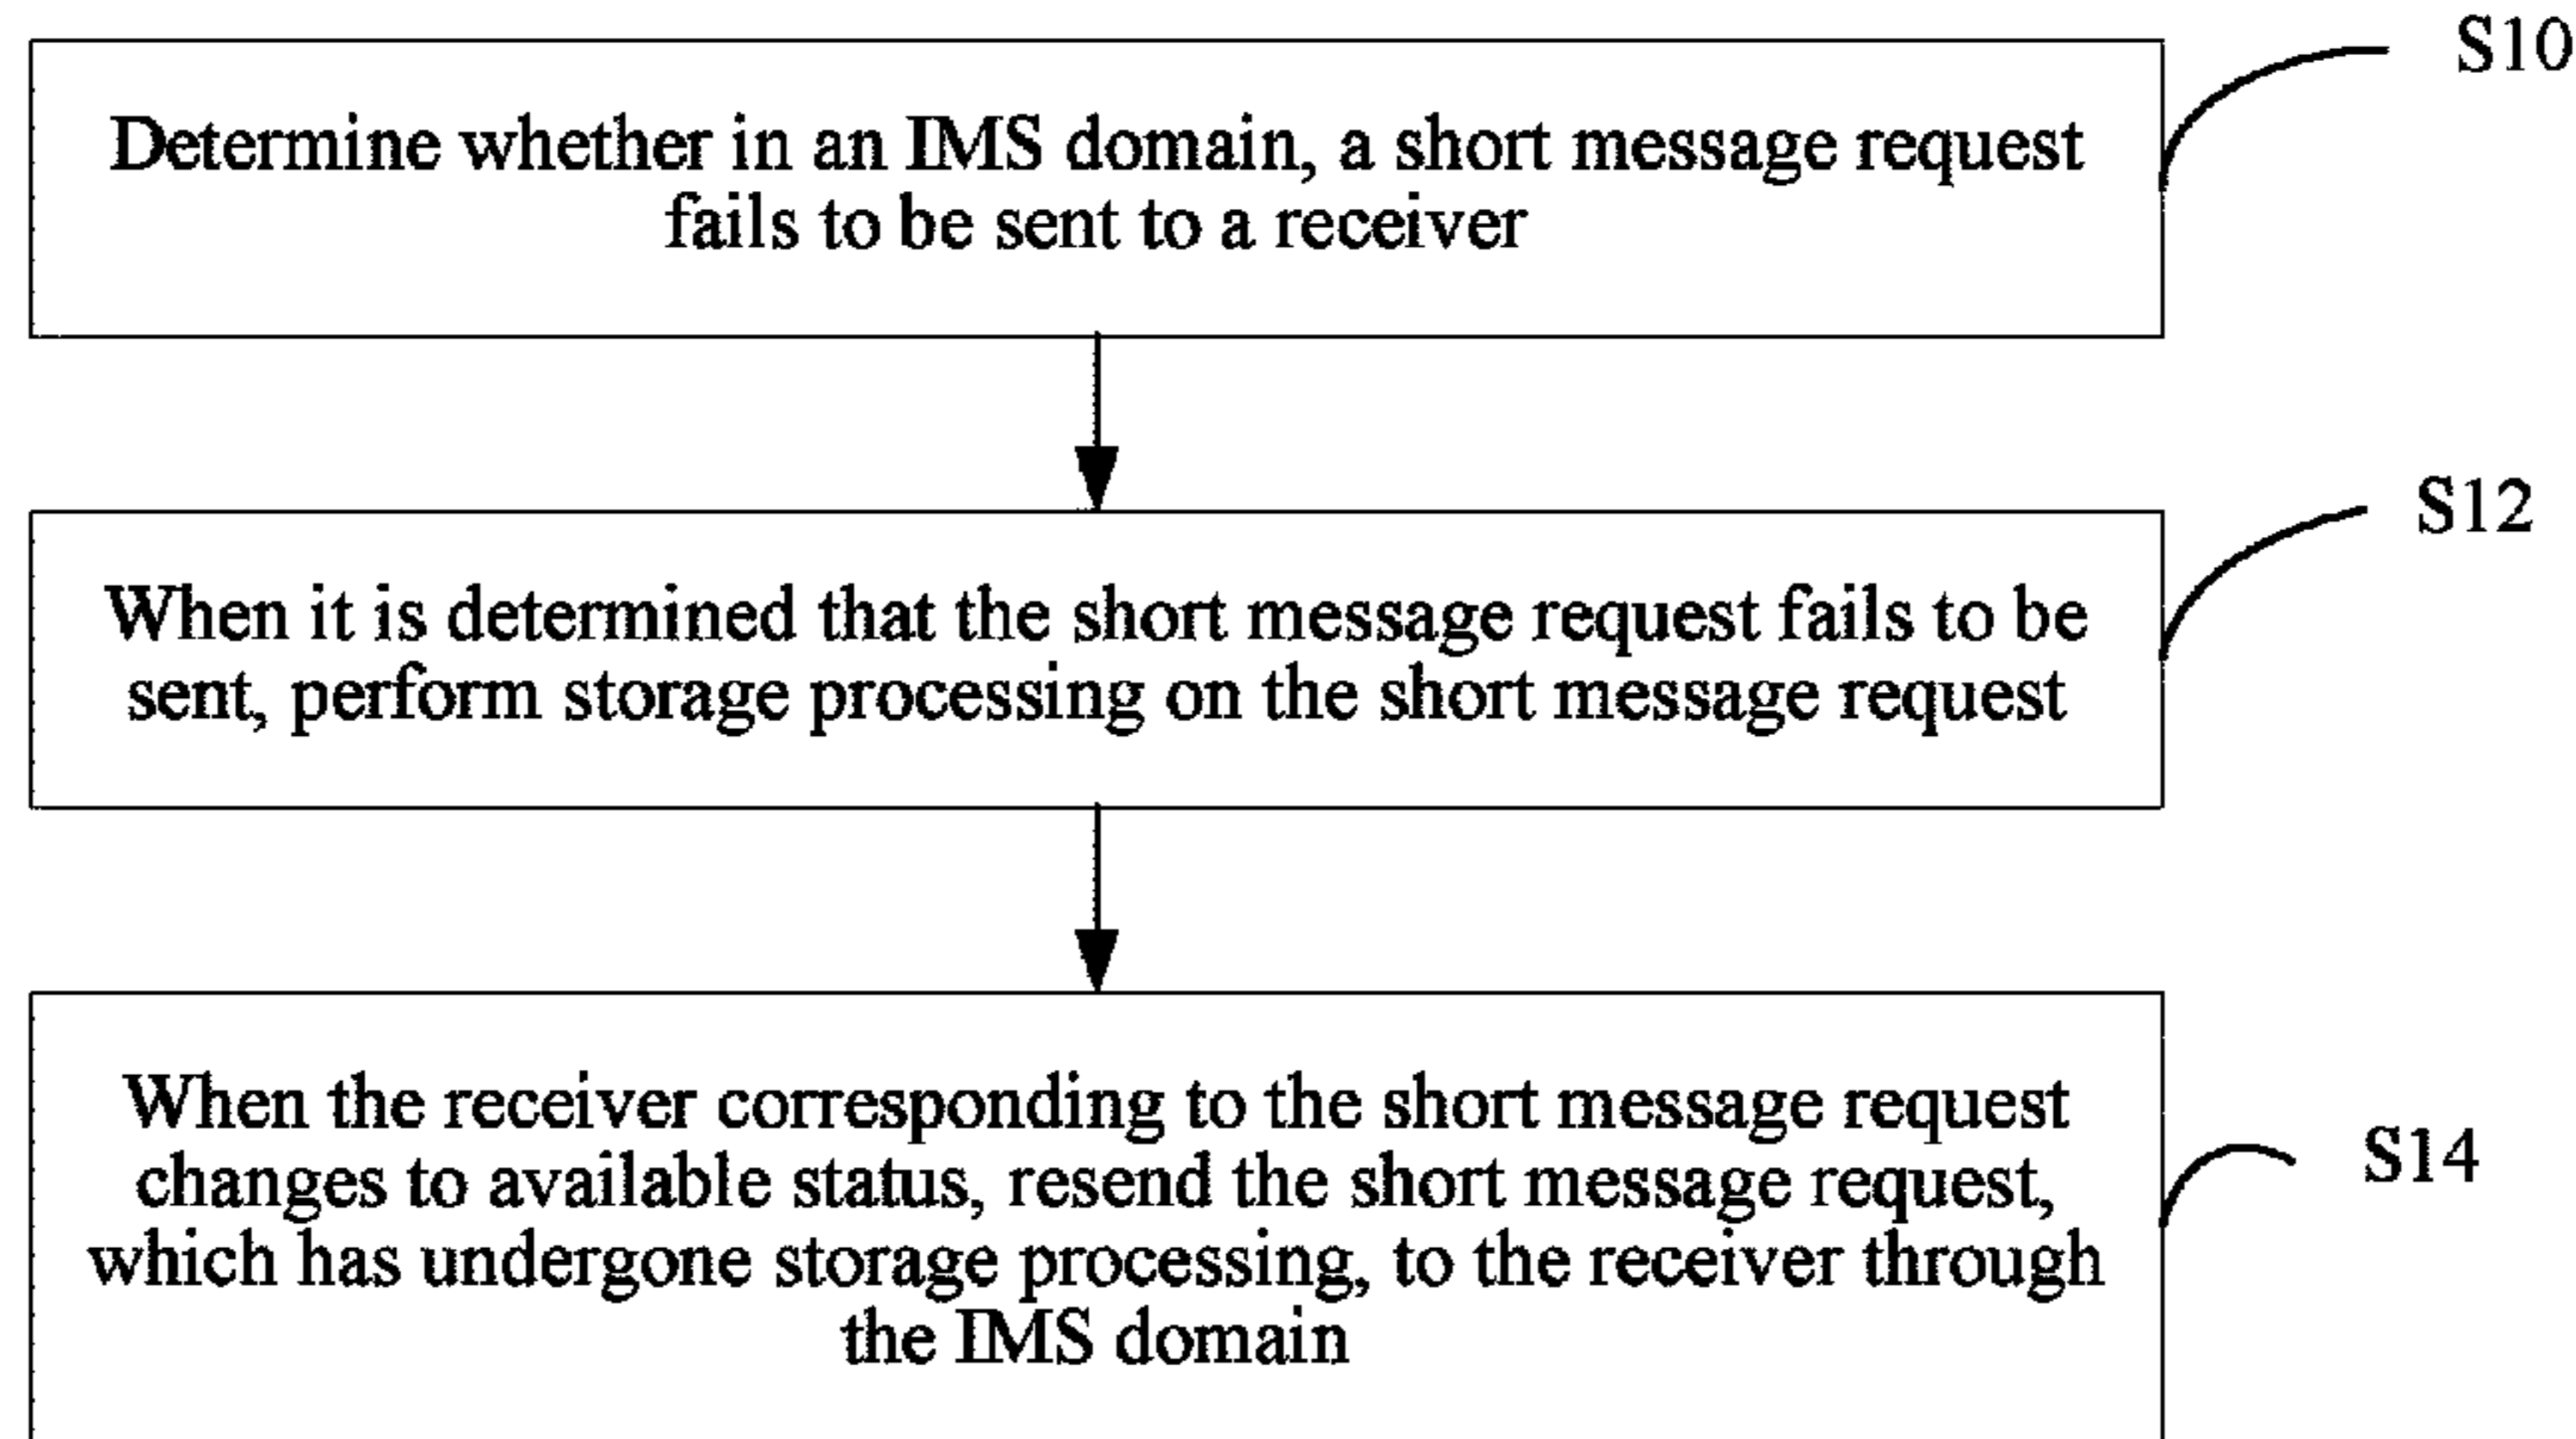 S10
Determine whether in an IMS domain, a short message request
fails to be sent to a receiver
S12
When it is determined that the short message request fails to be
sent, perform storage processing on the short message request
When the receiver corresponding to the short message request
changes to available status, resend the short message request,
S14
which has undergone storage processing, to the receiver through
the IMS domain